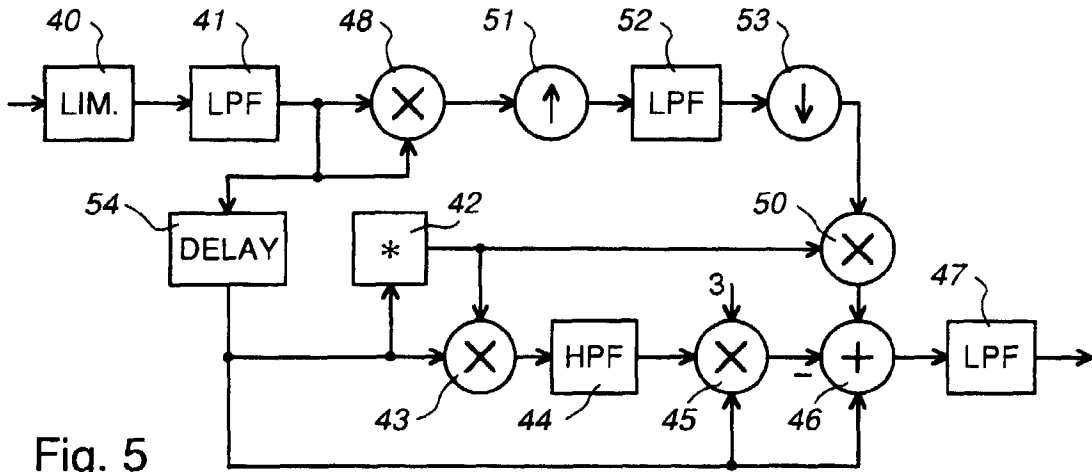 40 41 48 51 52 53
LIM. LPF × ↑ LPF ↓
54 42 50
DELAY * ×
3 47
× HPF × − + LPF
43 44 45 46
Fig. 5